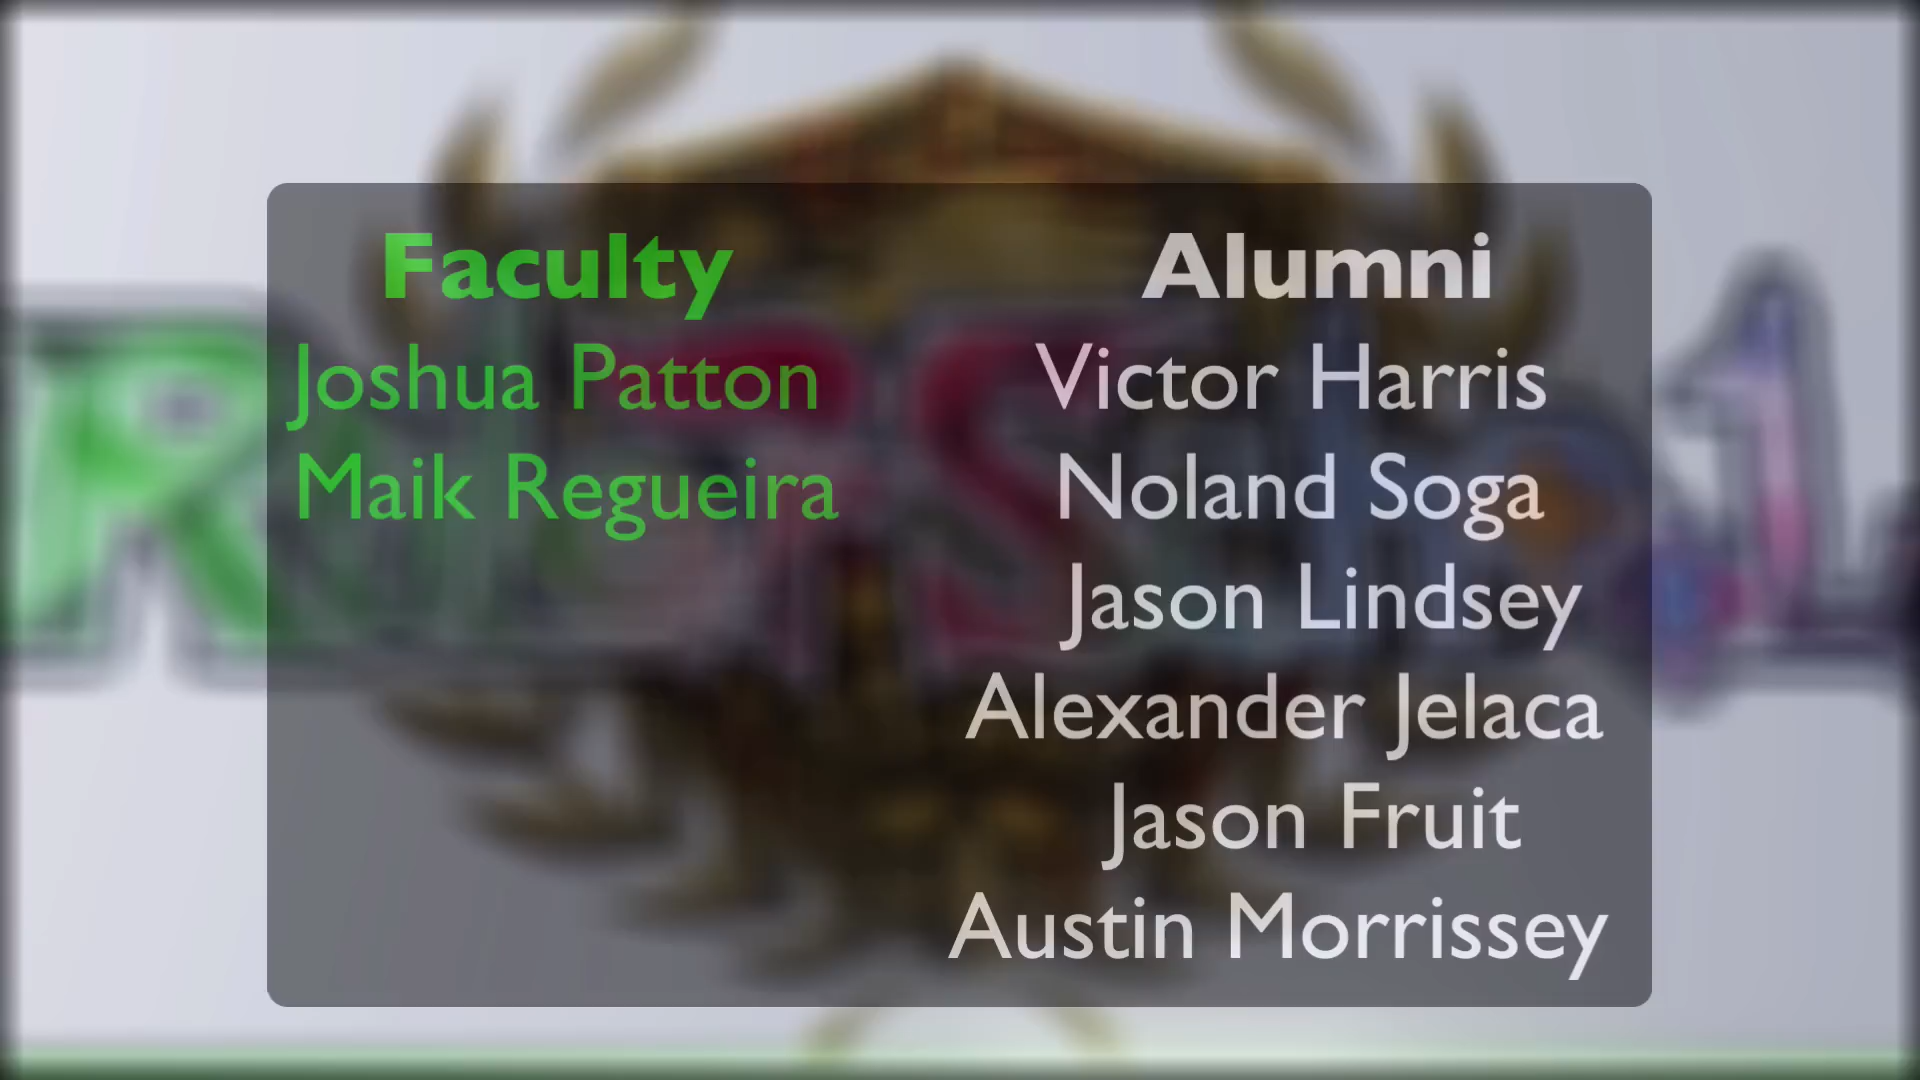 Faculty
Joshua Patton
Maik Regueira
Alumni
Victor Harris
Noland Soga
Jason Lindsey
Alexander Jelaca
Jason Fruit
Austin Morrissey